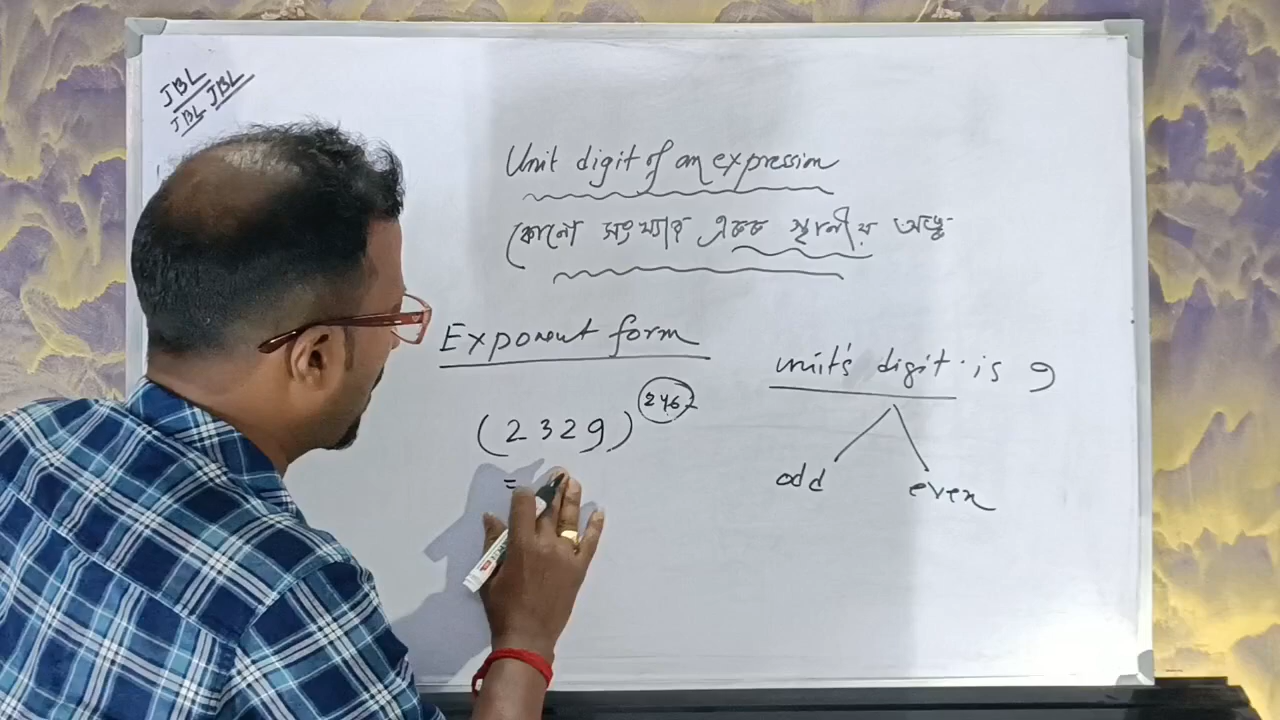 JBL
JBL JBL
Unit digit of an expression
কোনো সংখ্যার একক স্থানীয় অঙ্ক
Exponent form
(2329)^246
=
unit's digit is 9
odd even